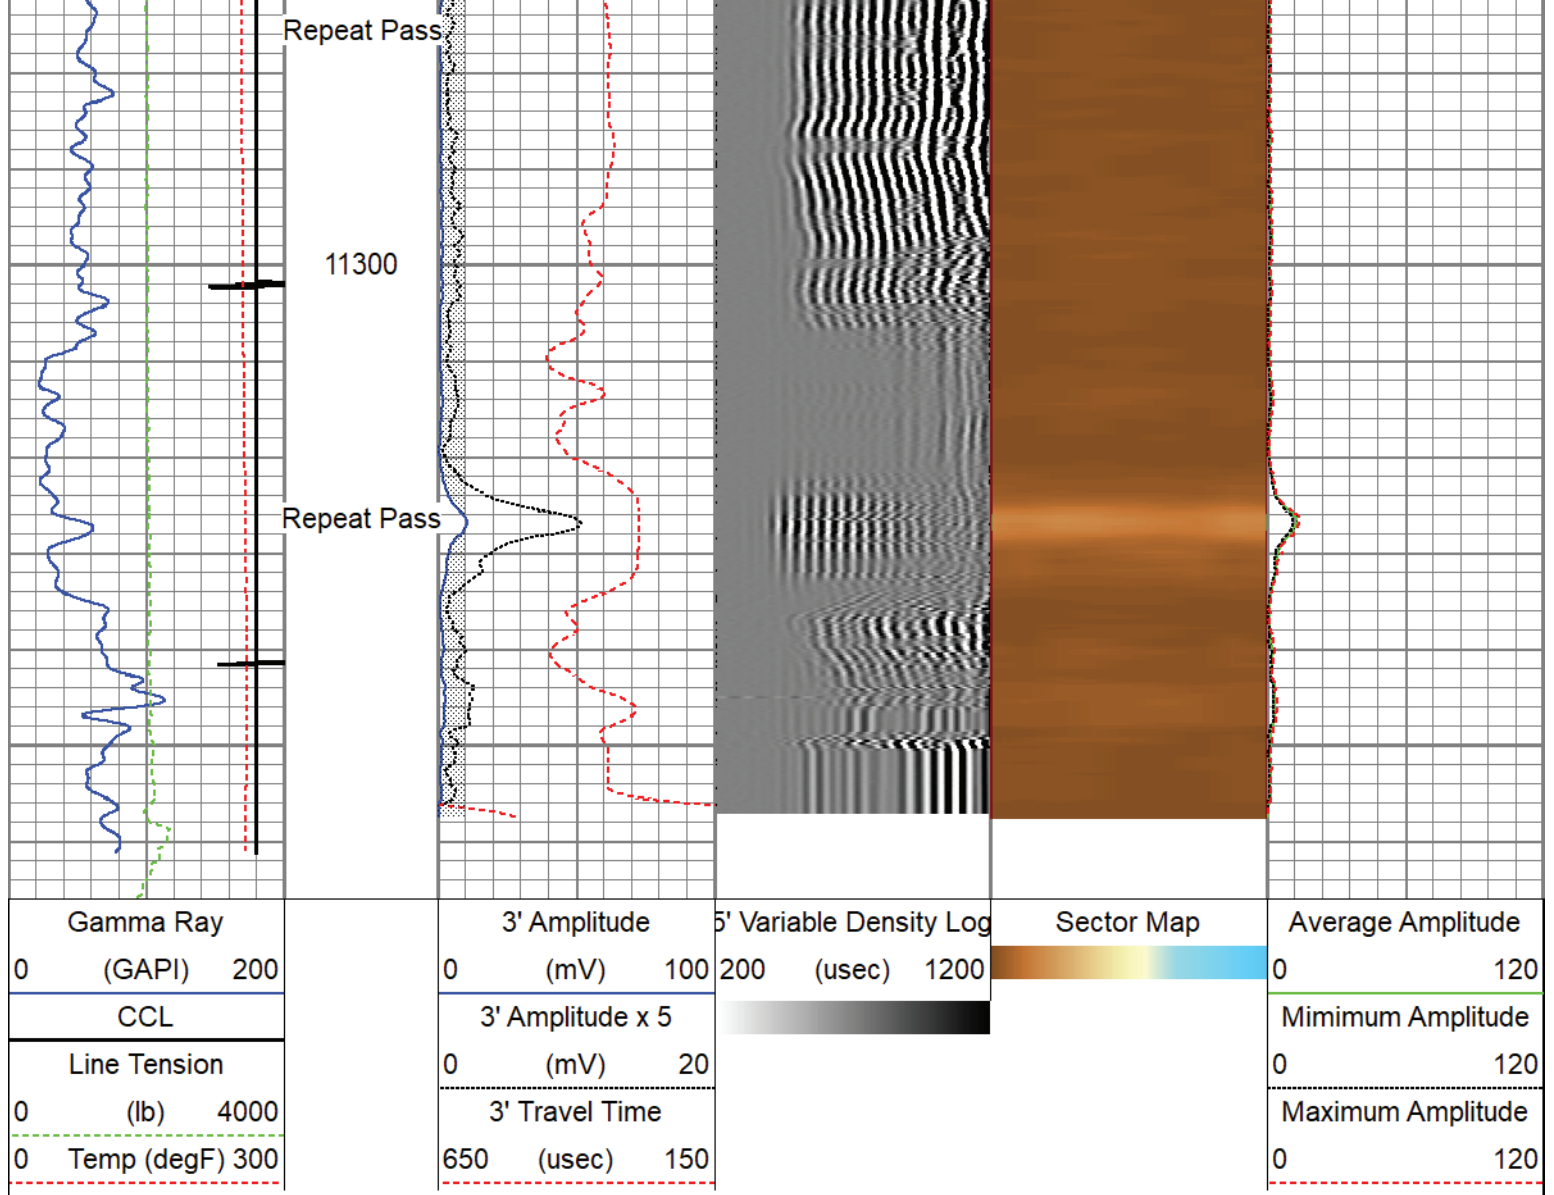 Repeat Pass
11300
Repeat Pass
Gamma Ray
0 (GAPI) 200
CCL
Line Tension
0 (lb) 4000
0 Temp (degF) 300
3' Amplitude
0 (mV) 100
3' Amplitude x 5
0 (mV) 20
3' Travel Time
650 (usec) 150
5' Variable Density Log
200 (usec) 1200
Sector Map
Average Amplitude
0 120
Mimimum Amplitude
0 120
Maximum Amplitude
0 120